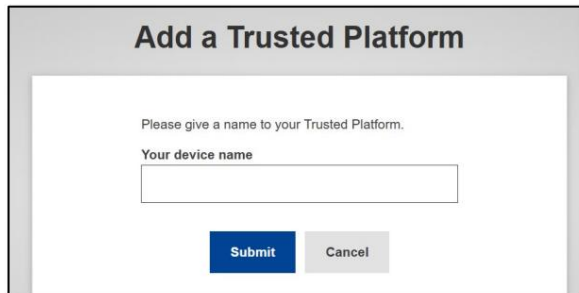 Add a Trusted Platform
Please give a name to your Trusted Platform.
Your device name
Submit
Cancel